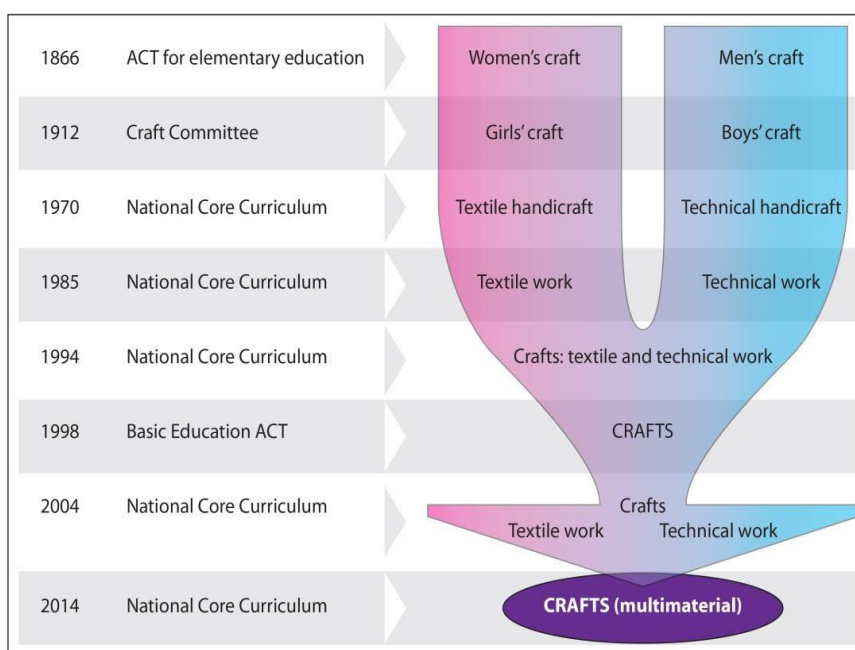 1866 ACT for elementary education Women's craft Men's craft
1912 Craft Committee Girls' craft Boys' craft
1970 National Core Curriculum Textile handicraft Technical handicraft
1985 National Core Curriculum Textile work Technical work
1994 National Core Curriculum Crafts: textile and technical work
1998 Basic Education ACT CRAFTS
2004 National Core Curriculum Crafts
Textile work Technical work
2014 National Core Curriculum CRAFTS (multimaterial)